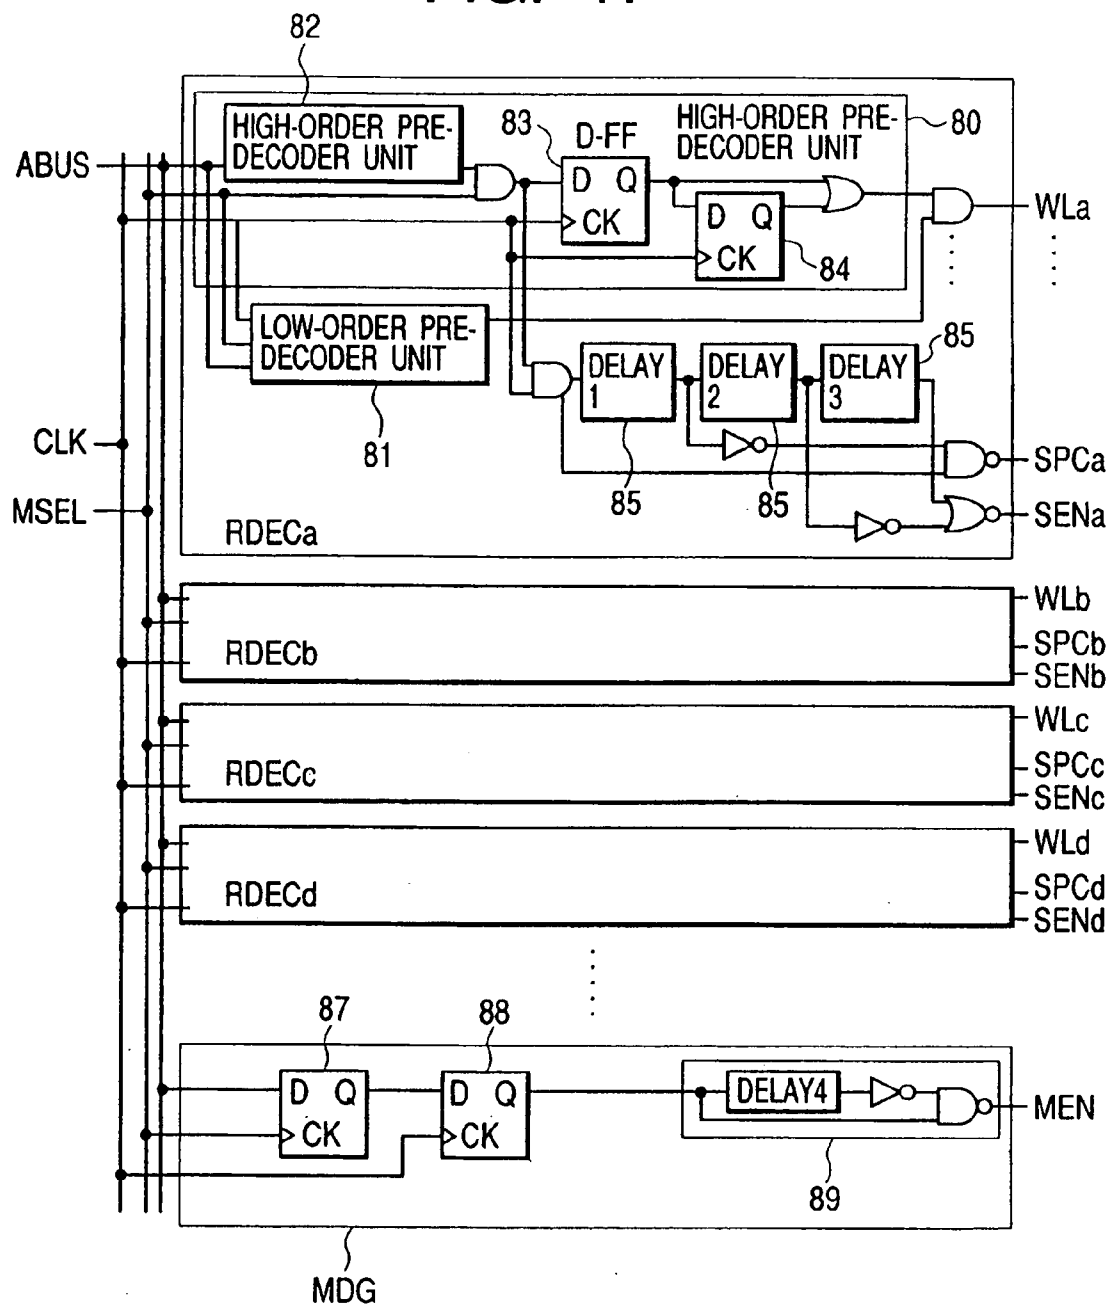 82
HIGH-ORDER PRE-
DECODER UNIT
83
D-FF
HIGH-ORDER PRE-
DECODER UNIT
80
ABUS
D Q
CK
D Q
CK
84
WLa
LOW-ORDER PRE-
DECODER UNIT
81
DELAY
1
DELAY
2
DELAY
3
85
85
85
CLK
MSEL
SPCa
SENa
RDECa
WLb
RDECb
SPCb
SENb
WLc
RDECc
SPCc
SENc
WLd
RDECd
SPCd
SENd
87
88
D Q
CK
D Q
CK
DELAY4
MEN
89
MDG